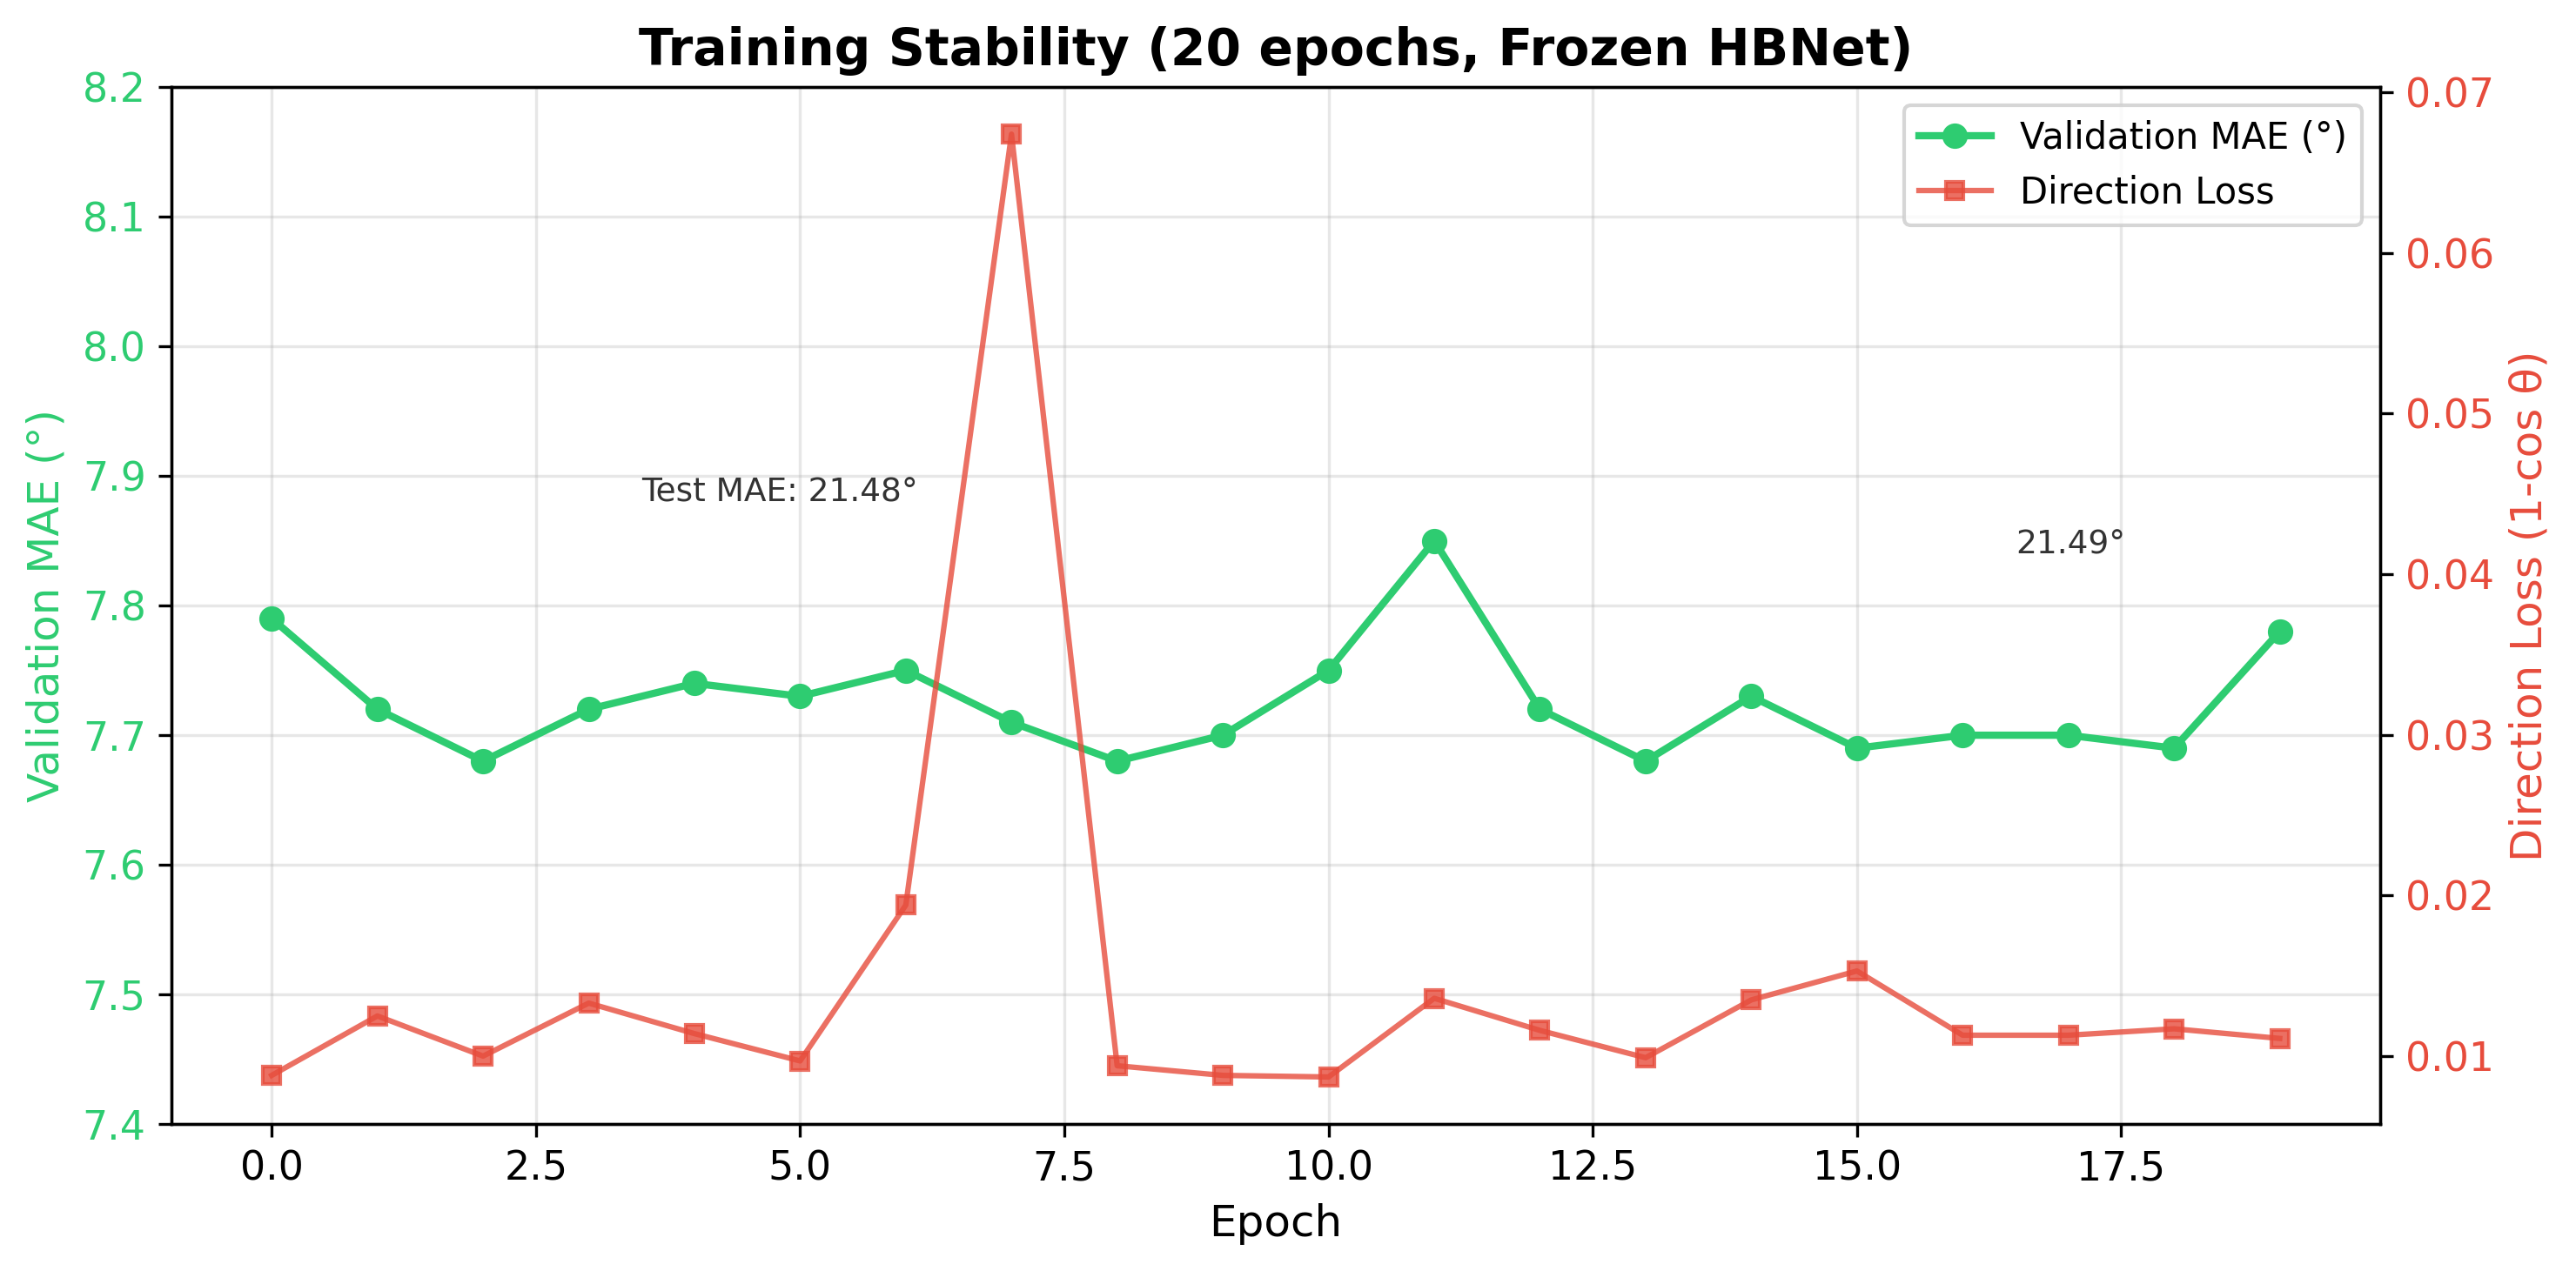 Training Stability (20 epochs, Frozen HBNet)
Validation MAE (°)
8.2
8.1
8.0
7.9
7.8
7.7
7.6
7.5
7.4
Validation MAE (°)
Direction Loss
Test MAE: 21.48°
21.49°
0.07
0.06
0.05
0.04
0.03
0.02
0.01
Direction Loss (1-cos θ)
0.0 2.5 5.0 7.5 10.0 12.5 15.0 17.5
Epoch